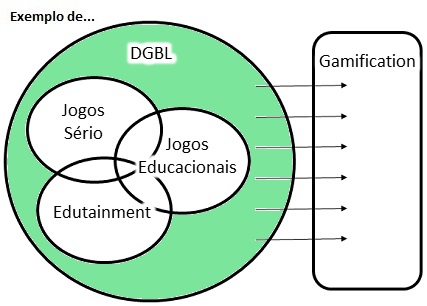 Exemplo de...
DGBL
Gamification
Jogos
Sério
Jogos
Educacionais
Edutainment